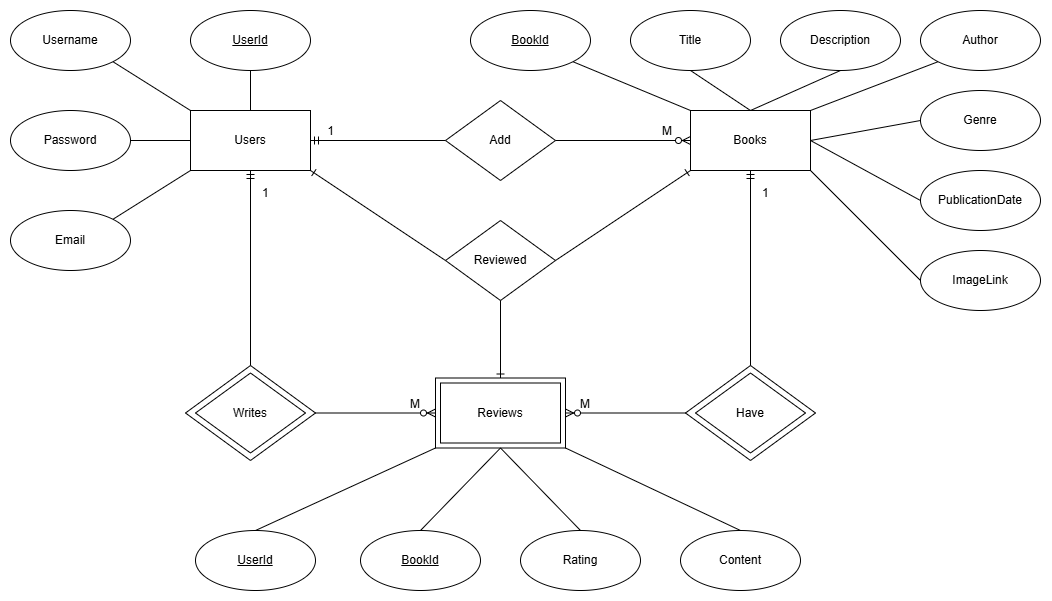 Username
UserId
BookId
Title
Description
Author
Password
Users
1
Add
M
Books
Genre
1
1
PublicationDate
Email
Reviewed
ImageLink
Writes
M
Reviews
M
Have
UserId
BookId
Rating
Content